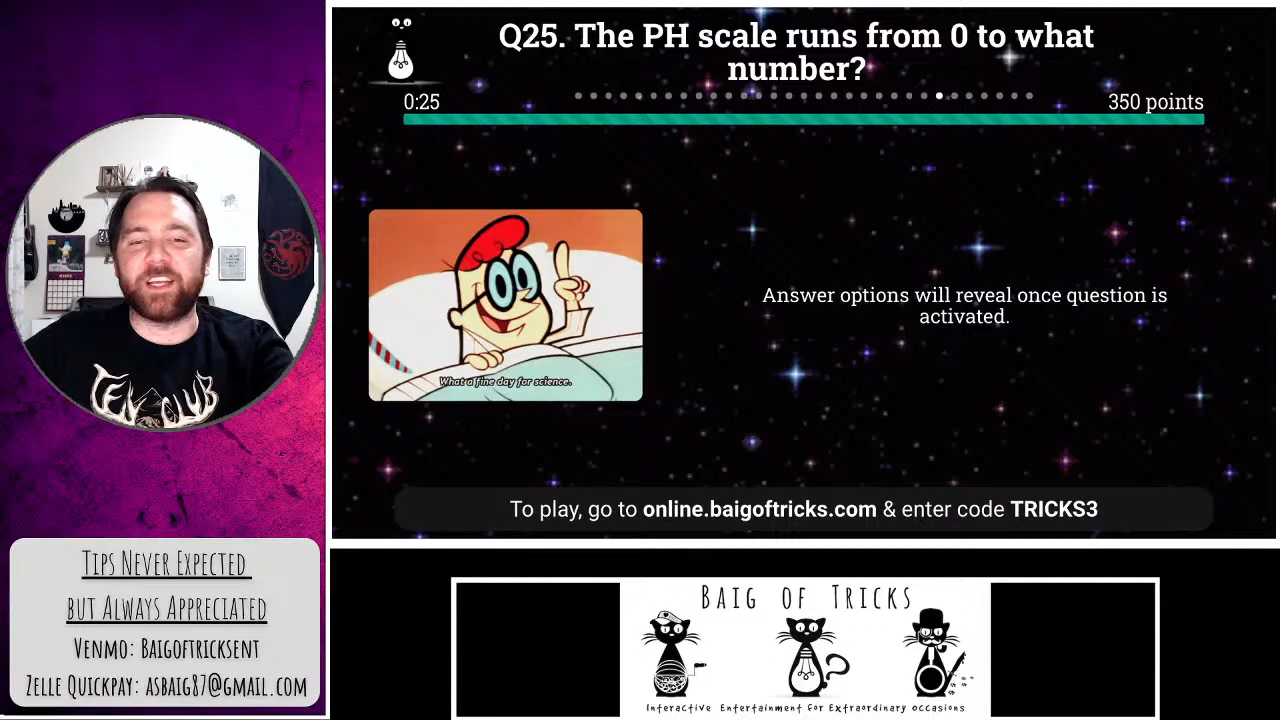 Q25. The PH scale runs from 0 to what
number?
0:25
350 points
What a fine day for science.
Answer options will reveal once question is
activated.
To play, go to online.baigoftricks.com & enter code TRICKS3
TEN CLUB
Tips Never Expected
but Always Appreciated
Venmo: Baigoftricksent
Zelle Quickpay: asbaig87@gmail.com
Baig of Tricks
Interactive Entertainment for Extraordinary Occasions